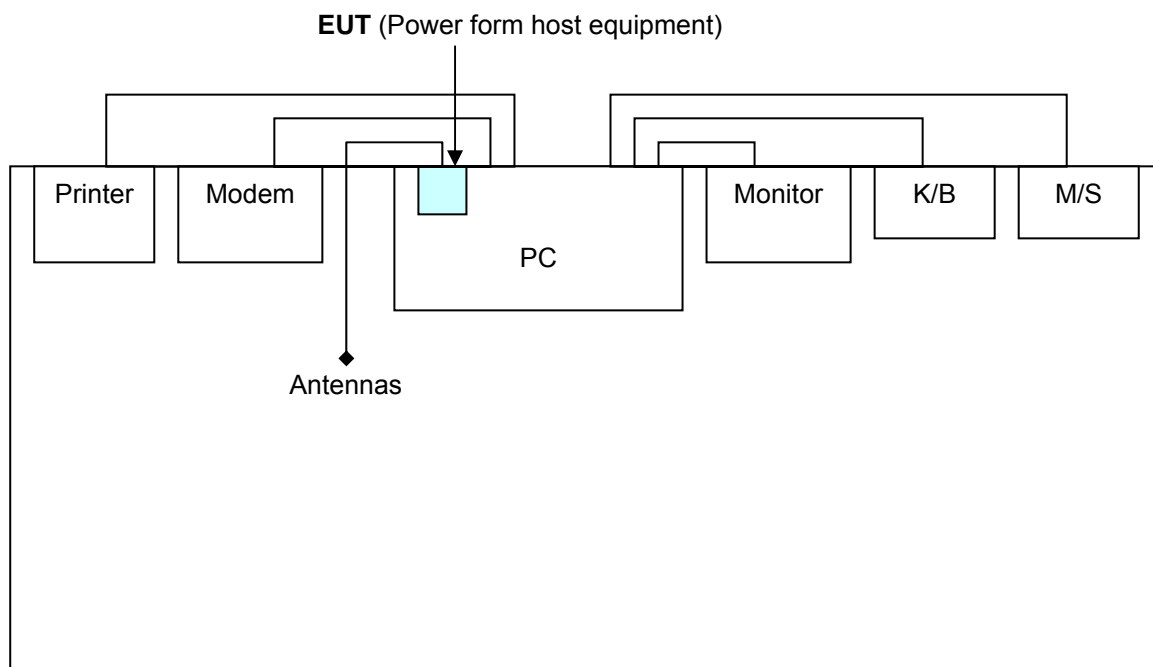 EUT (Power form host equipment)
Printer
Modem
PC
Monitor
K/B
M/S
Antennas